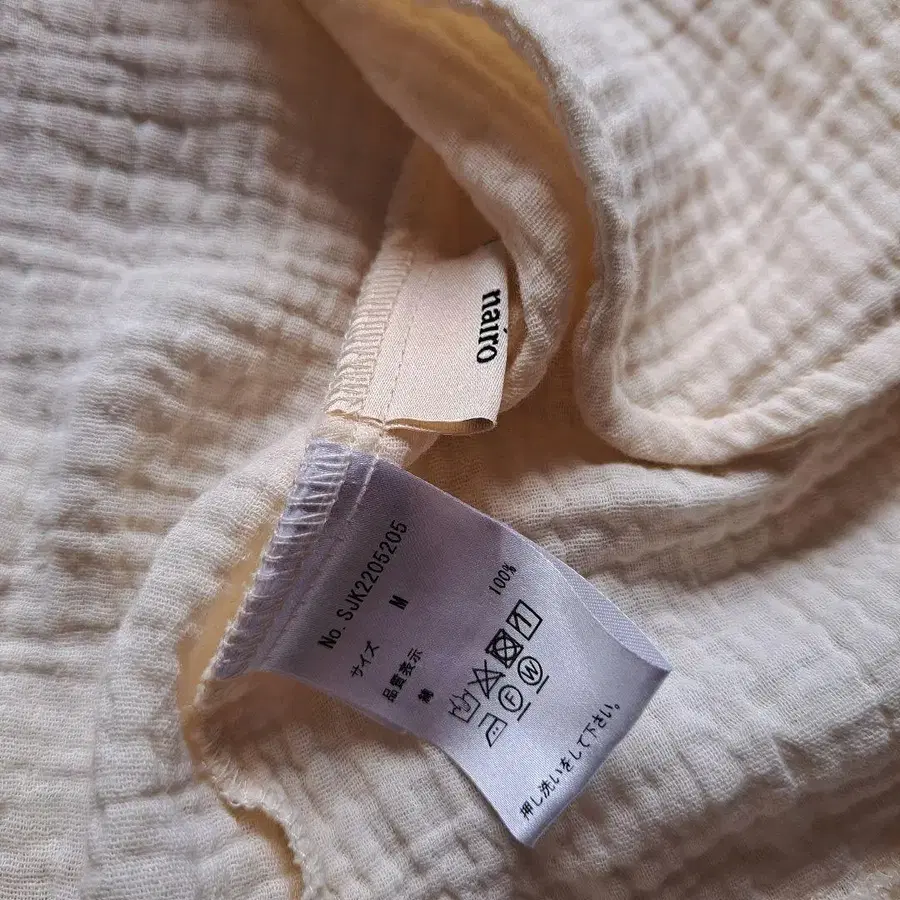 nairo
No. SJK2205205
サイズ M
品質表示
綿 100%
F W
押し洗いをして下さい。